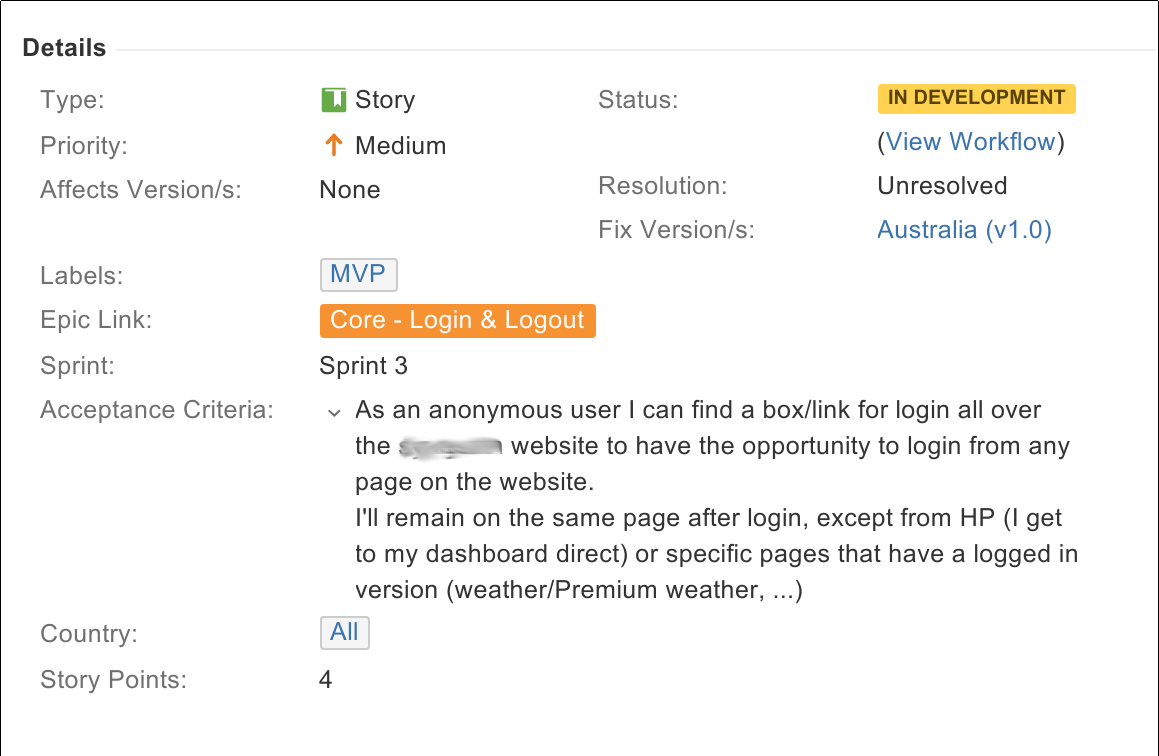 Details
Type: Story
Status: IN DEVELOPMENT
(View Workflow)
Priority: Medium
Affects Version/s: None
Resolution: Unresolved
Fix Version/s: Australia (v1.0)
Labels: MVP
Epic Link: Core - Login & Logout
Sprint: Sprint 3
Acceptance Criteria: As an anonymous user I can find a box/link for login all over
the website to have the opportunity to login from any
page on the website.
I'll remain on the same page after login, except from HP (I get
to my dashboard direct) or specific pages that have a logged in
version (weather/Premium weather, ...)
Country: All
Story Points: 4